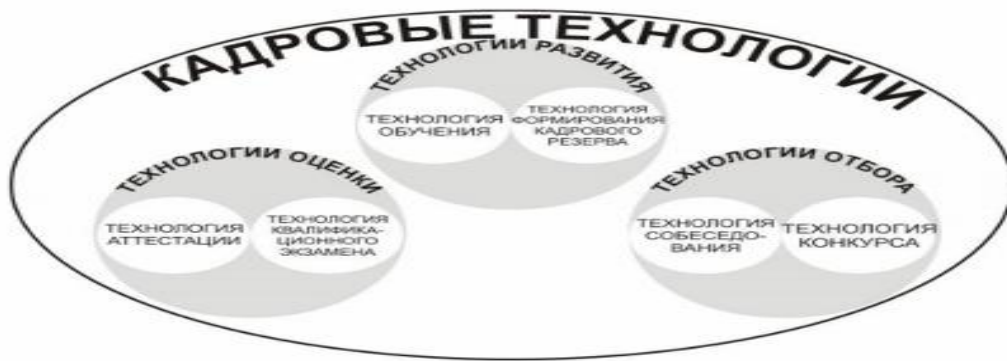 КАДРОВЫЕ ТЕХНОЛОГИИ
ТЕХНОЛОГИИ РАЗВИТИЯ
ТЕХНОЛОГИЯ
ОБУЧЕНИЯ
ТЕХНОЛОГИЯ
ФОРМИРОВАНИЯ
КАДРОВОГО
РЕЗЕРВА
ТЕХНОЛОГИИ ОЦЕНКИ
ТЕХНОЛОГИЯ
АТТЕСТАЦИИ
ТЕХНОЛОГИЯ
КВАЛИФИКА-
ЦИОННОГО
ЭКЗАМЕНА
ТЕХНОЛОГИИ ОТБОРА
ТЕХНОЛОГИЯ
СОБЕСЕДО-
ВАНИЯ
ТЕХНОЛОГИЯ
КОНКУРСА